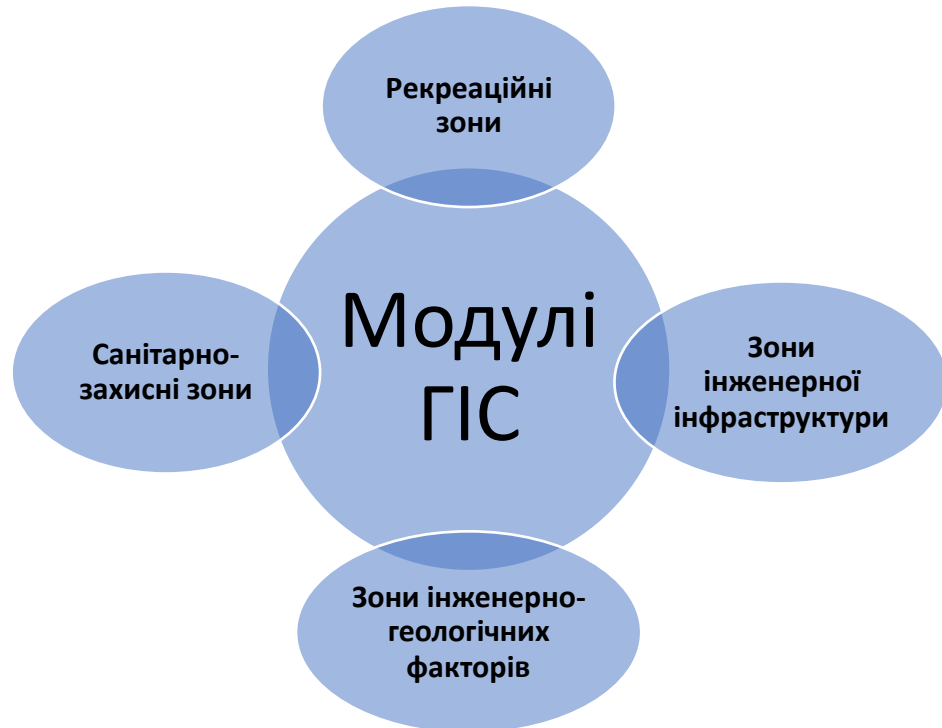 Рекреаційні
зони
Санітарно-
захисні зони
Модулі
ГІС
Зони
інженерної
інфраструктури
Зони інженерно-
геологічних
факторів